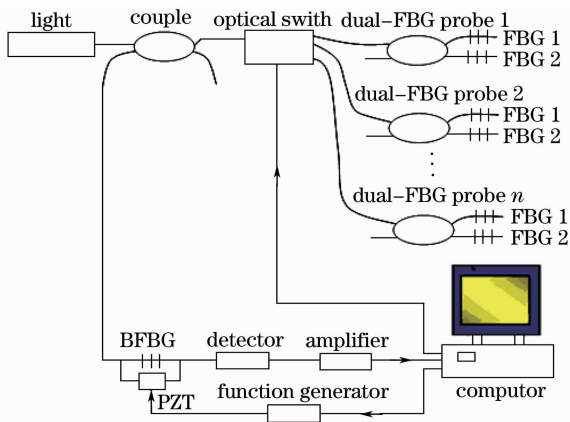 light
couple
optical swith
dual-FBG probe 1
FBG 1
FBG 2
dual-FBG probe 2
FBG 1
FBG 2
dual-FBG probe n
FBG 1
FBG 2
BFBG
detector
amplifier
PZT
function generator
computor